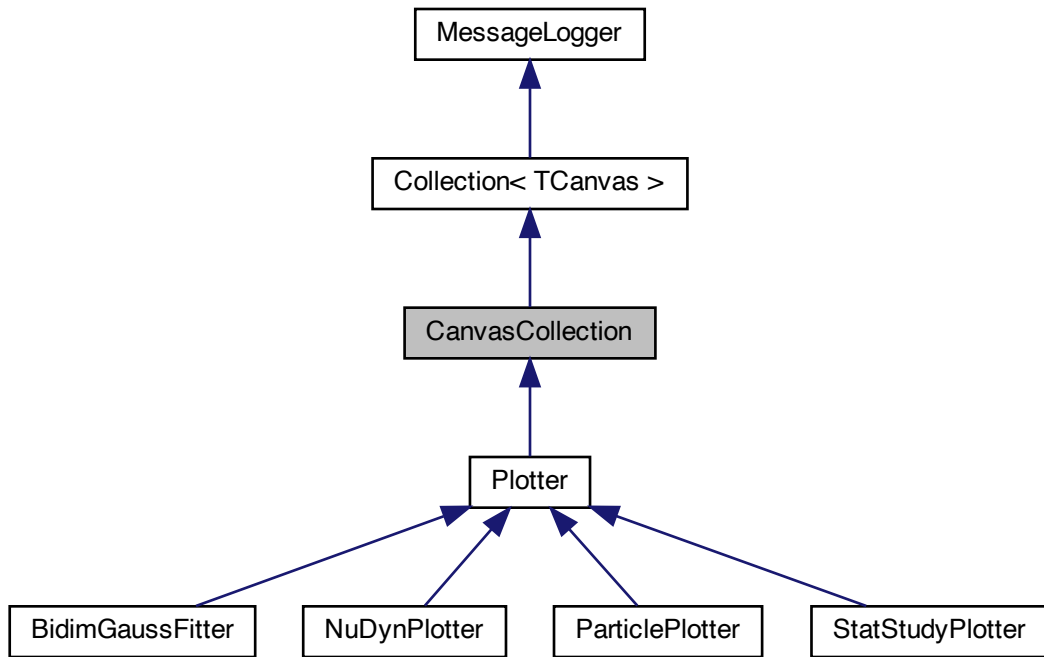 MessageLogger
Collection< TCanvas >
CanvasCollection
Plotter
BidimGaussFitter NuDynPlotter ParticlePlotter StatStudyPlotter